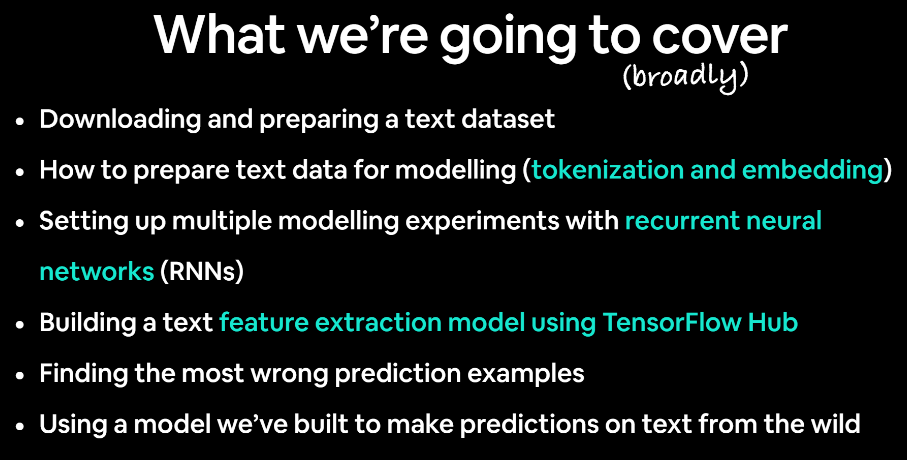 What we're going to cover
(broadly)
• Downloading and preparing a text dataset
• How to prepare text data for modelling (tokenization and embedding)
• Setting up multiple modelling experiments with recurrent neural
networks (RNNs)
• Building a text feature extraction model using TensorFlow Hub
• Finding the most wrong prediction examples
• Using a model we've built to make predictions on text from the wild